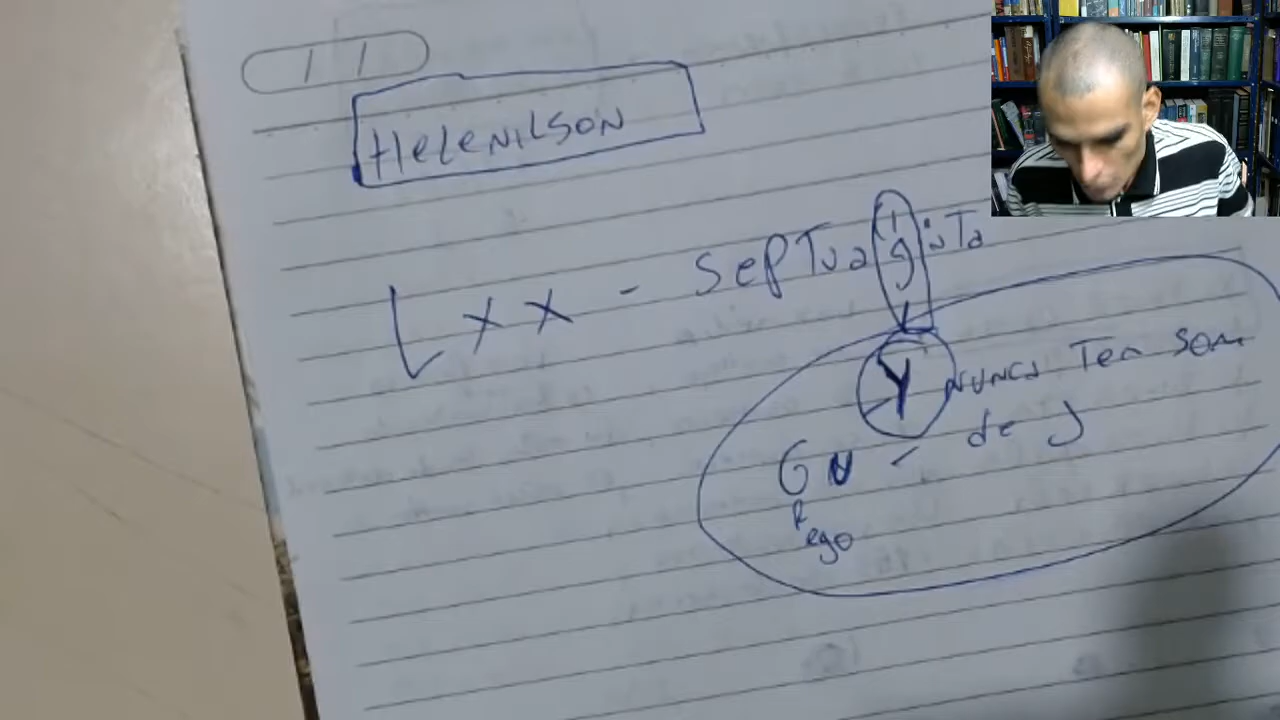 HeLeNILSON
LXX - SepTuaginTa
Y nunca Tem som
de J
GN -
Rego